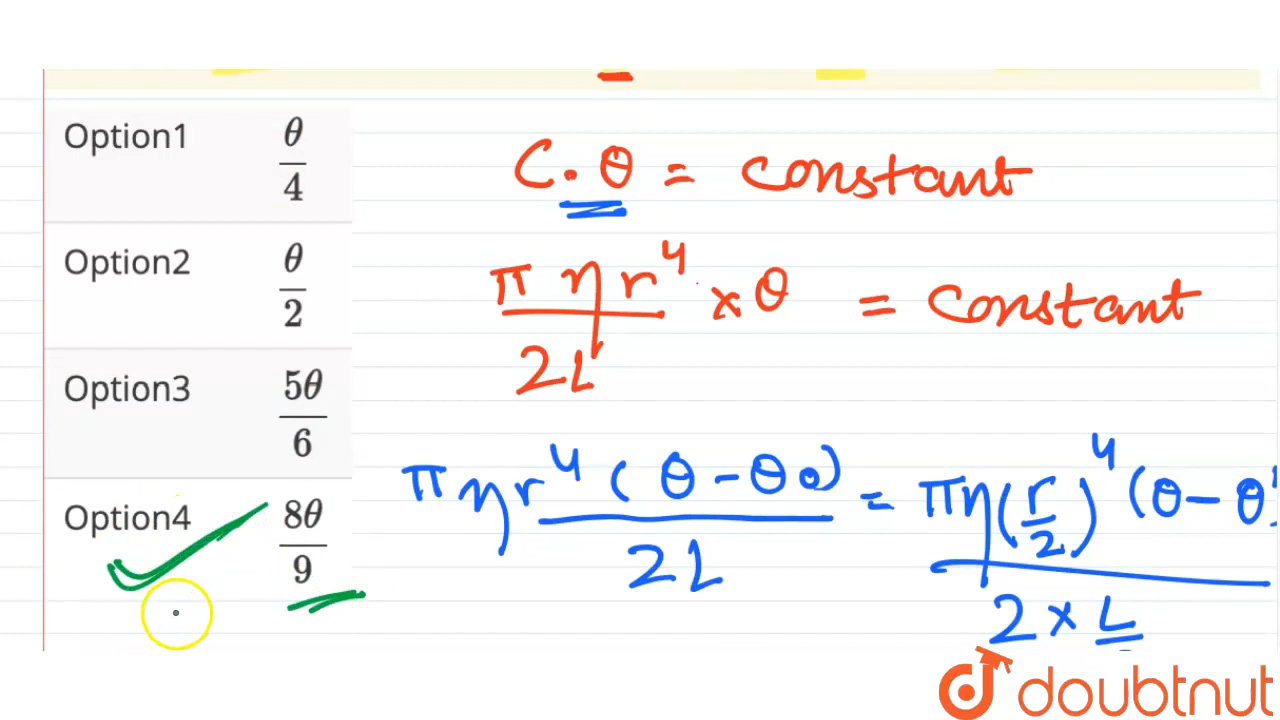 Option1 θ/4
C.θ = constant
Option2 θ/2
πηr⁴/2L × θ = constant
Option3 5θ/6
πηr⁴(θ-θ₀)/2L = πη(r/2)⁴(θ-θ'/2×L
Option4 8θ/9
doubtnut